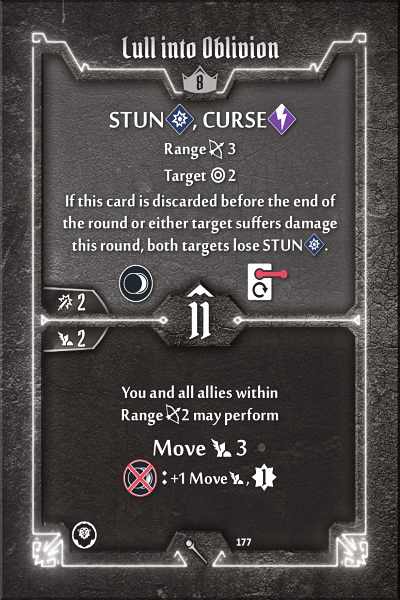 Lull into Oblivion
8
STUN, CURSE
Range 3
Target 2
If this card is discarded before the end of
the round or either target suffers damage
this round, both targets lose STUN.
2
11
2
You and all allies within
Range 2 may perform
Move 3
: +1 Move, 1
177